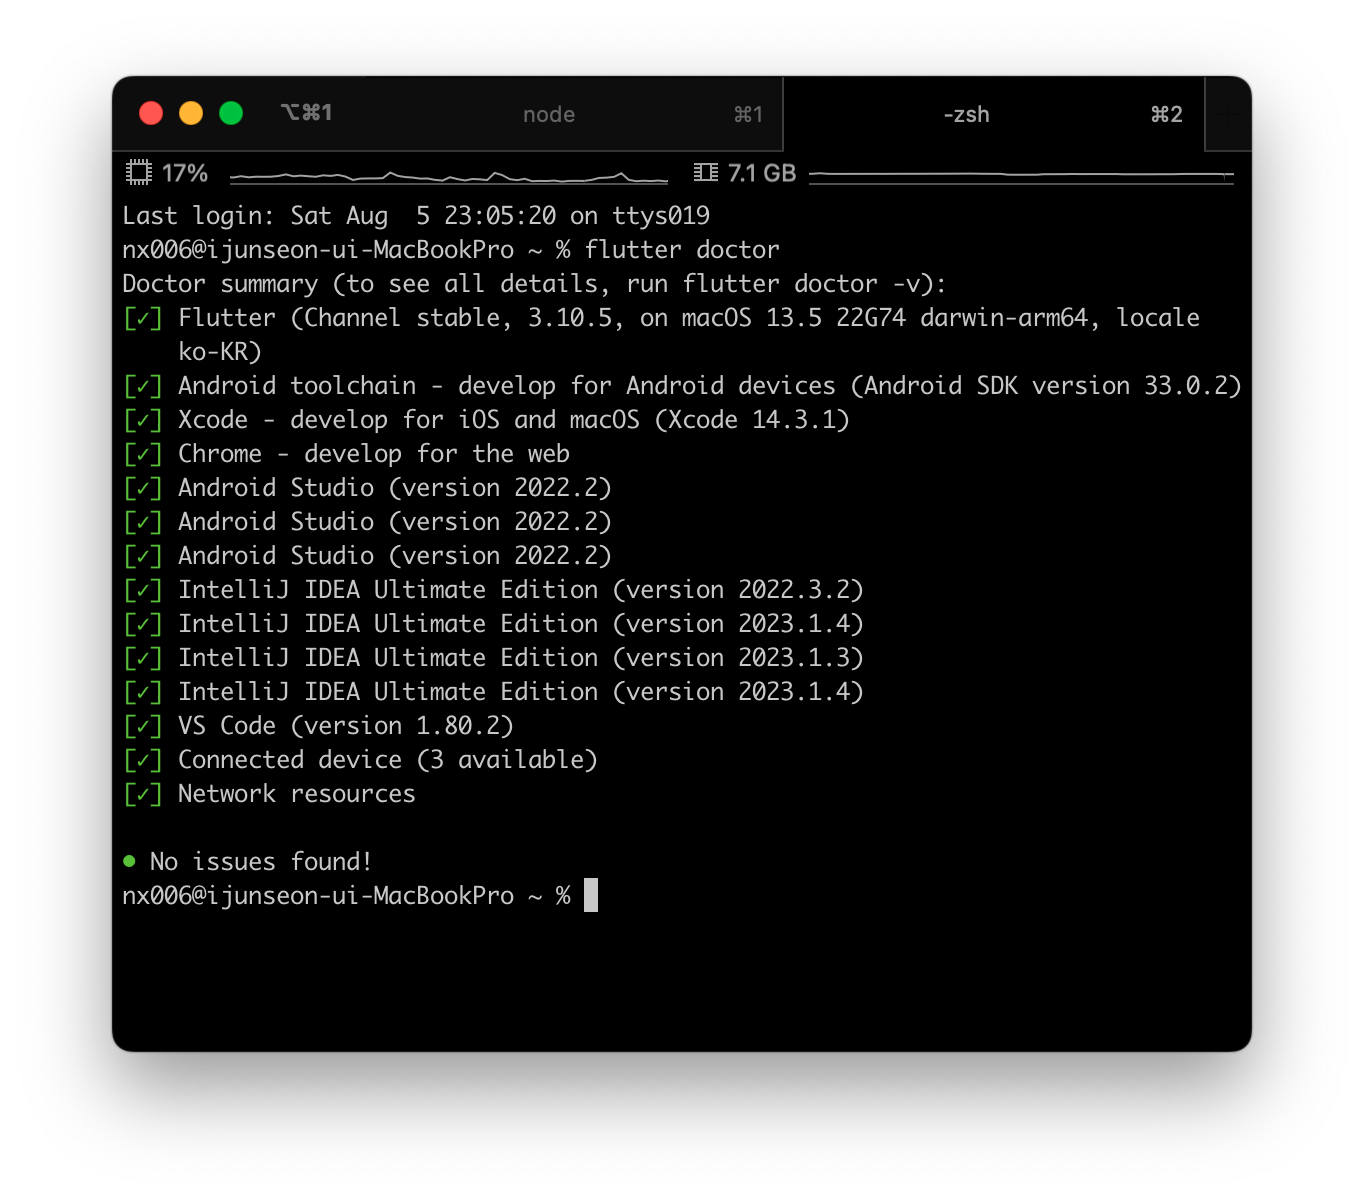 ⌥⌘1 node ⌘1 -zsh ⌘2 +
17% 7.1 GB
Last login: Sat Aug  5 23:05:20 on ttys019
nx006@ijunseon-ui-MacBookPro ~ % flutter doctor
Doctor summary (to see all details, run flutter doctor -v):
[✓] Flutter (Channel stable, 3.10.5, on macOS 13.5 22G74 darwin-arm64, locale
    ko-KR)
[✓] Android toolchain - develop for Android devices (Android SDK version 33.0.2)
[✓] Xcode - develop for iOS and macOS (Xcode 14.3.1)
[✓] Chrome - develop for the web
[✓] Android Studio (version 2022.2)
[✓] Android Studio (version 2022.2)
[✓] Android Studio (version 2022.2)
[✓] IntelliJ IDEA Ultimate Edition (version 2022.3.2)
[✓] IntelliJ IDEA Ultimate Edition (version 2023.1.4)
[✓] IntelliJ IDEA Ultimate Edition (version 2023.1.3)
[✓] IntelliJ IDEA Ultimate Edition (version 2023.1.4)
[✓] VS Code (version 1.80.2)
[✓] Connected device (3 available)
[✓] Network resources
• No issues found!
nx006@ijunseon-ui-MacBookPro ~ %